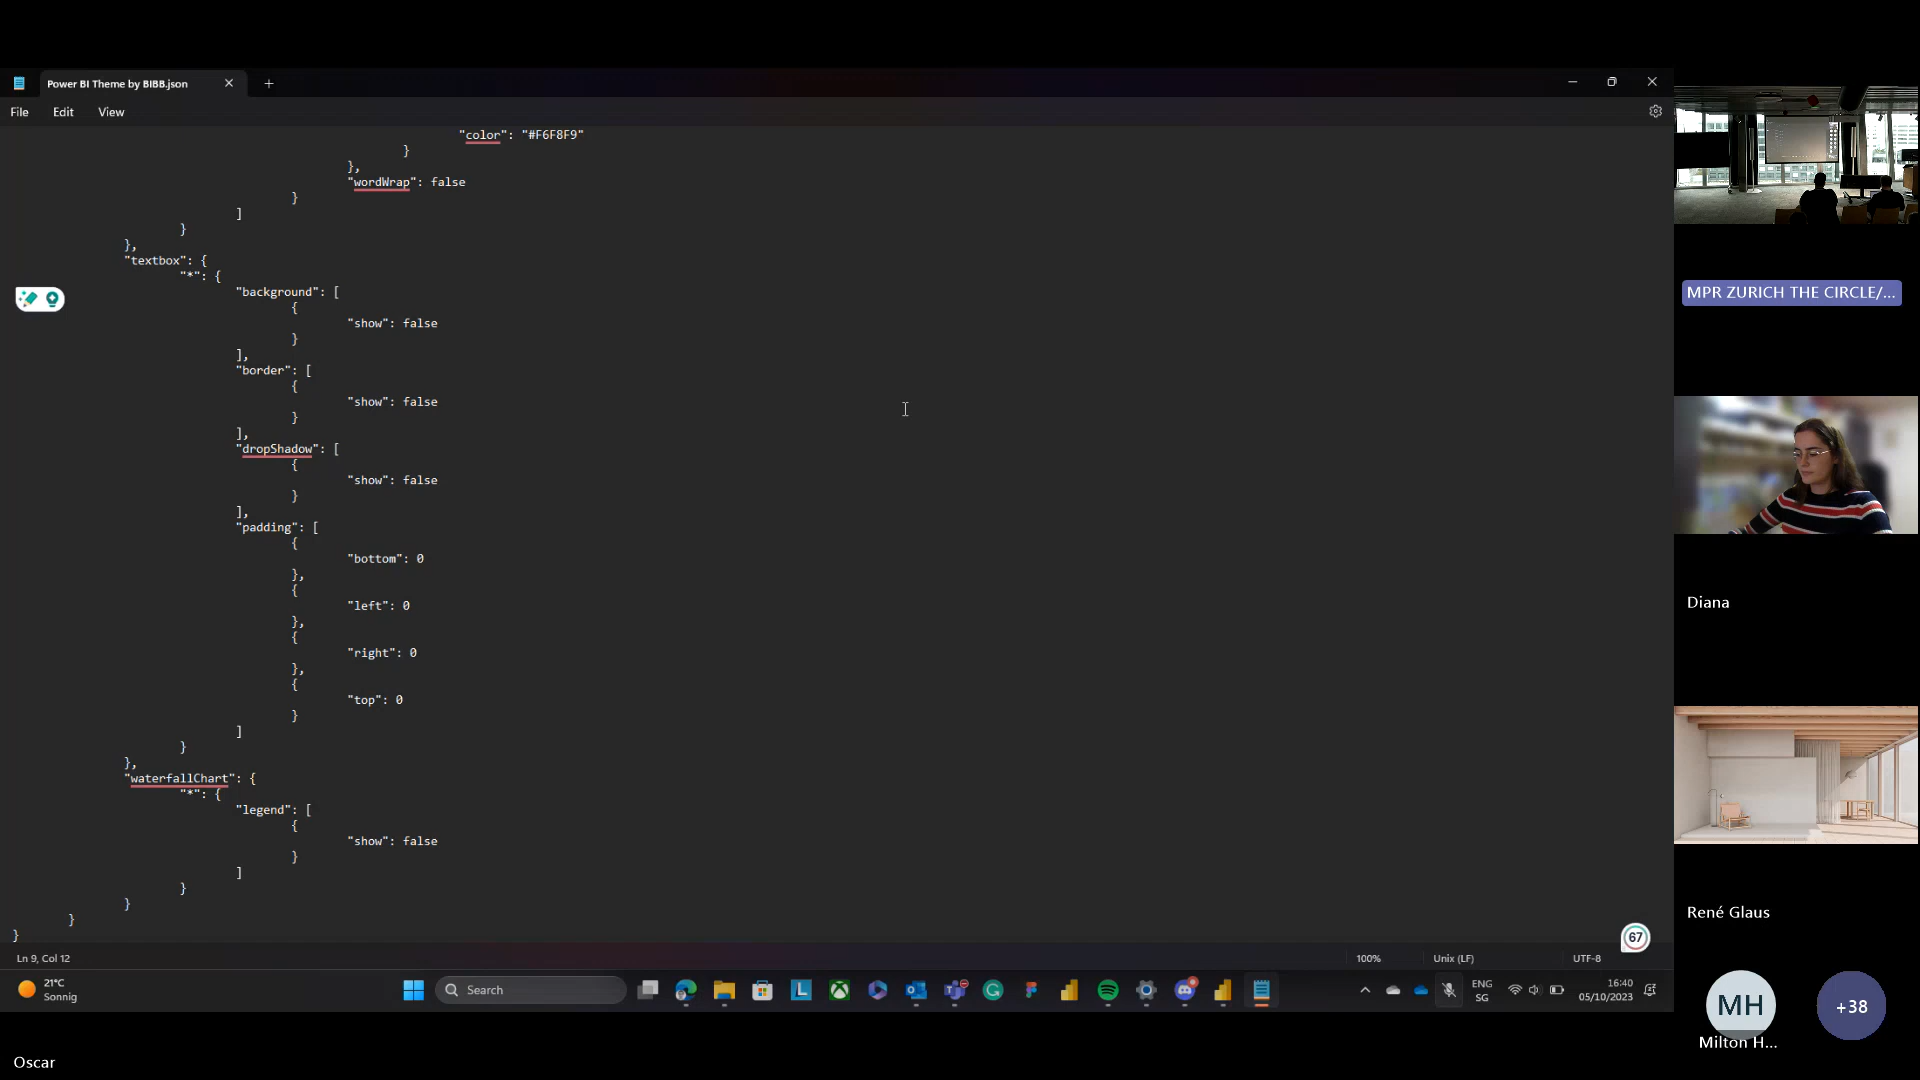 Power BI Theme by BIBB.json
File Edit View
"color": "#F6F8F9"
}
},
"wordWrap": false
}
]
}
},
"textbox": {
"*": {
"background": [
{
"show": false
}
],
"border": [
{
"show": false
}
],
"dropShadow": [
{
"show": false
}
],
"padding": [
{
"bottom": 0
},
{
"left": 0
},
{
"right": 0
},
{
"top": 0
}
]
}
},
"waterfallChart": {
"*": {
"legend": [
{
"show": false
}
]
}
}
}
}
67
Ln 9, Col 12
100%
Unix (LF)
UTF-8
21°C
Sonnig
Search
ENG
SG
16:40
05/10/2023
MPR ZURICH THE CIRCLE/...
Diana
René Glaus
MH
Milton H...
+38
Oscar